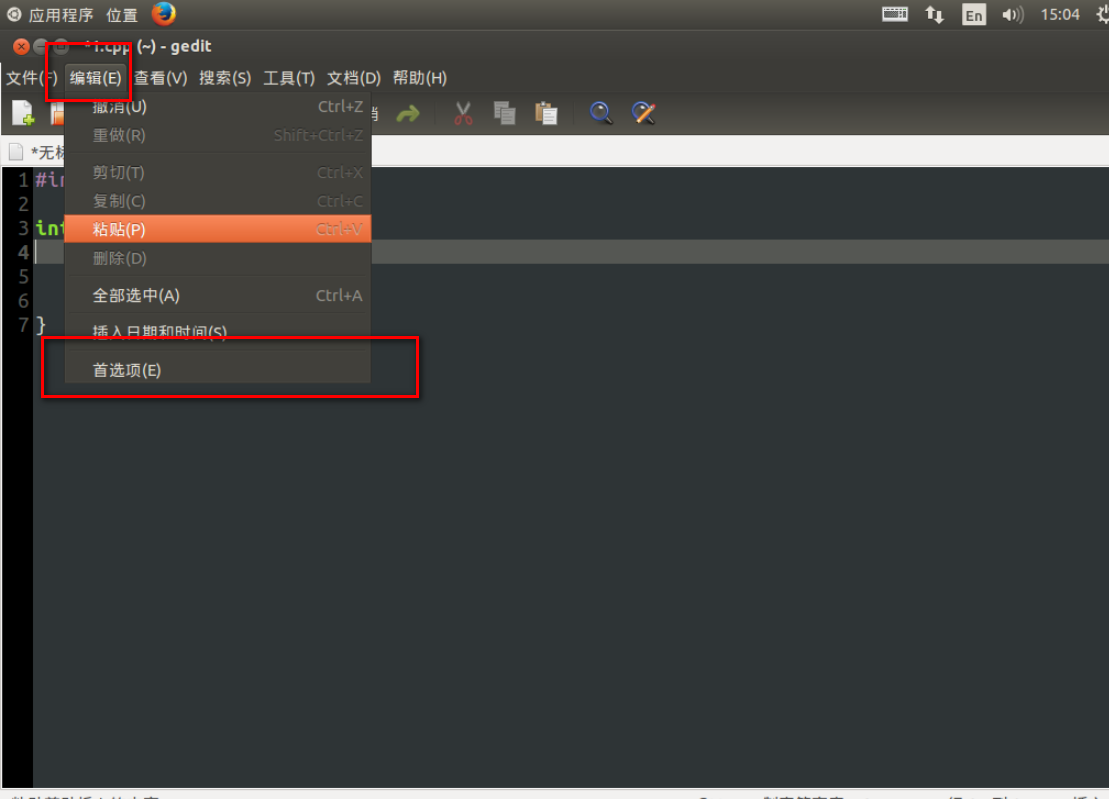 应用程序 位置 En 15:04
*1.cpp (~) - gedit
文件(F) 编辑(E) 查看(V) 搜索(S) 工具(T) 文档(D) 帮助(H)
撤消(U) Ctrl+Z
重做(R) Shift+Ctrl+Z
*无标
剪切(T) Ctrl+X
1 #in
复制(C) Ctrl+C
2
3 int
粘贴(P) Ctrl+V
4
删除(D)
5
全部选中(A) Ctrl+A
6
7 }
插入日期和时间(S)
首选项(E)